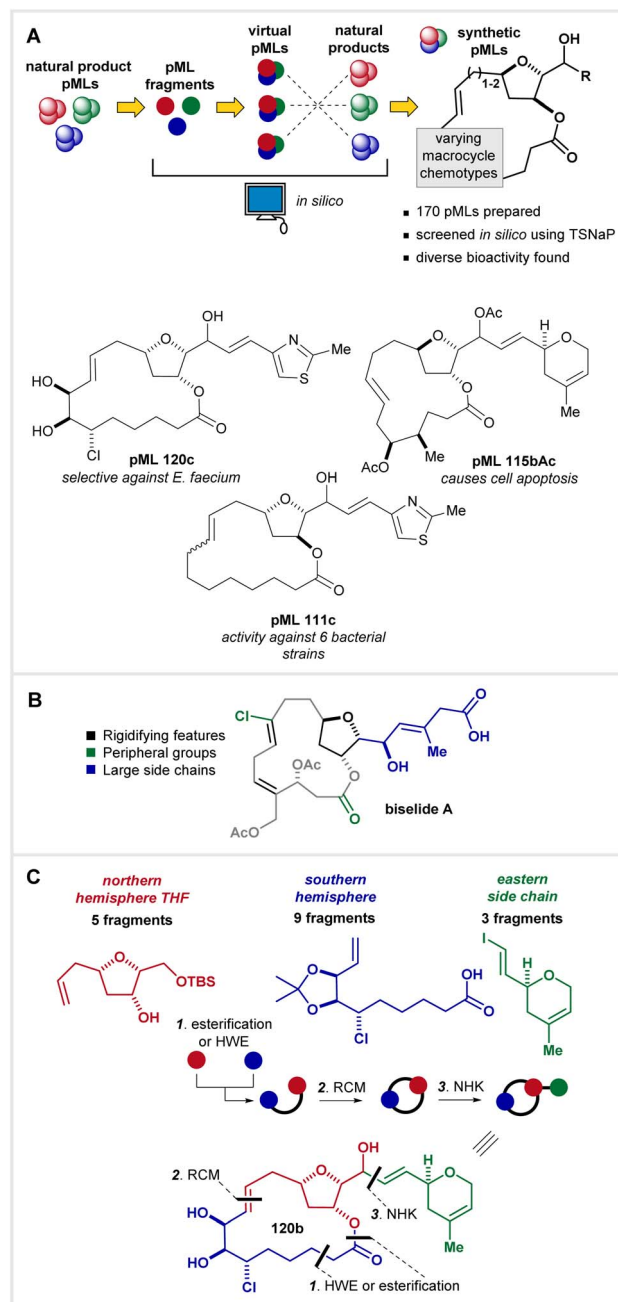 A
natural product
pMLs
pML
fragments
virtual
pMLs
natural
products
in silico
synthetic
pMLs
OH
O
R
1-2
O
O
varying
macrocycle
chemotypes
■ 170 pMLs prepared
■ screened in silico using TSNaP
■ diverse bioactivity found
OH
O
N
Me
S
HO
O
HO
O
Cl
pML 120c
selective against E. faecium
OAc
H
O
O
O
O
Me
Me
AcO
pML 115bAc
causes cell apoptosis
OH
O
N
Me
S
O
O
pML 111c
activity against 6 bacterial
strains
B
Rigidifying features
Peripheral groups
Large side chains
Cl
O
O
OH
Me
OH
OAc
O
O
AcO
biselide A
C
northern
hemisphere THF
5 fragments
southern
hemisphere
9 fragments
eastern
side chain
3 fragments
O
OTBS
OH
Me
Me
O
O
OH
O
Cl
I
H
O
Me
1. esterification
or HWE
2. RCM
3. NHK
2. RCM
OH
H
O
O
3. NHK
HO
120b
O
HO
O
Me
Cl
1. HWE or esterification